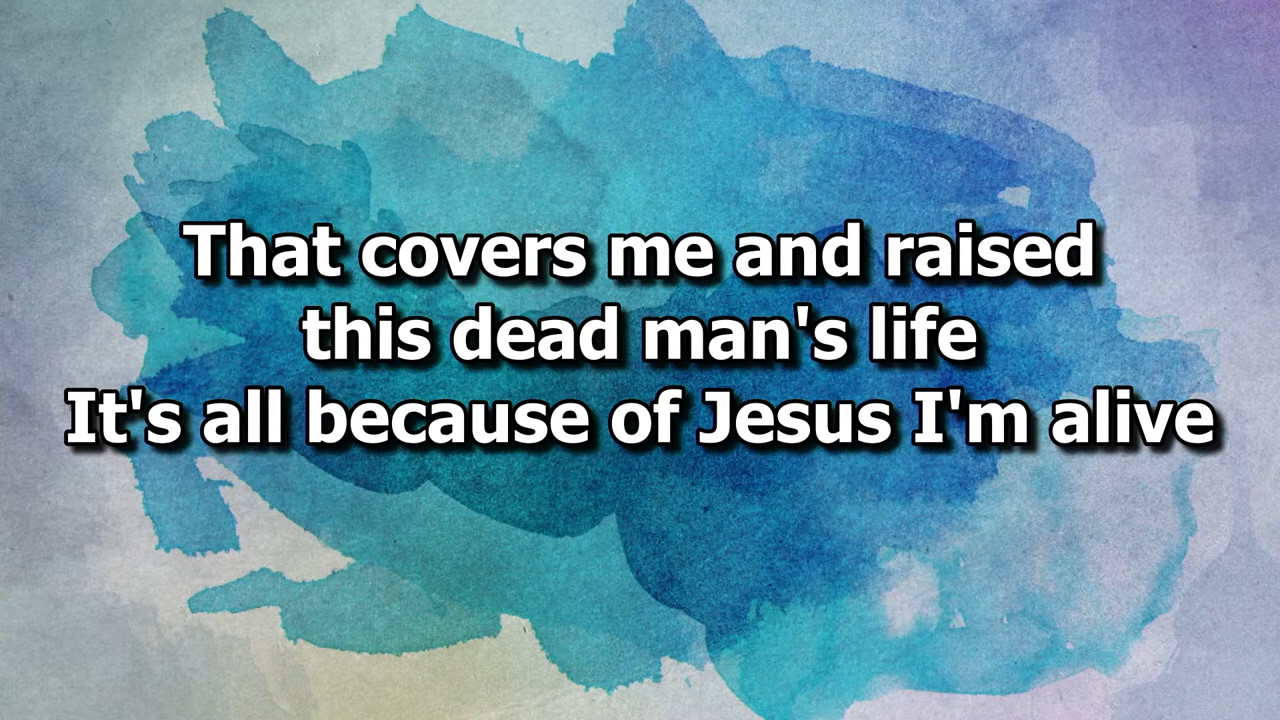 That covers me and raised
this dead man's life
It's all because of Jesus I'm alive